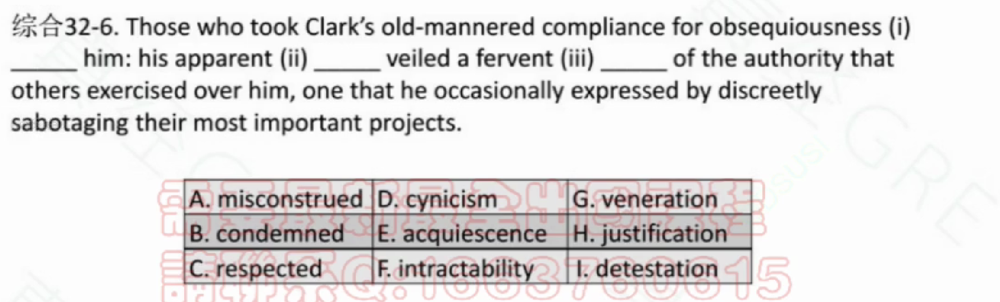 综合32-6. Those who took Clark’s old-mannered compliance for obsequiousness (i)
_____ him: his apparent (ii) _____ veiled a fervent (iii) _____ of the authority that
others exercised over him, one that he occasionally expressed by discreetly
sabotaging their most important projects.
A. misconstrued D. cynicism G. veneration
B. condemned E. acquiescence H. justification
C. respected F. intractability I. detestation